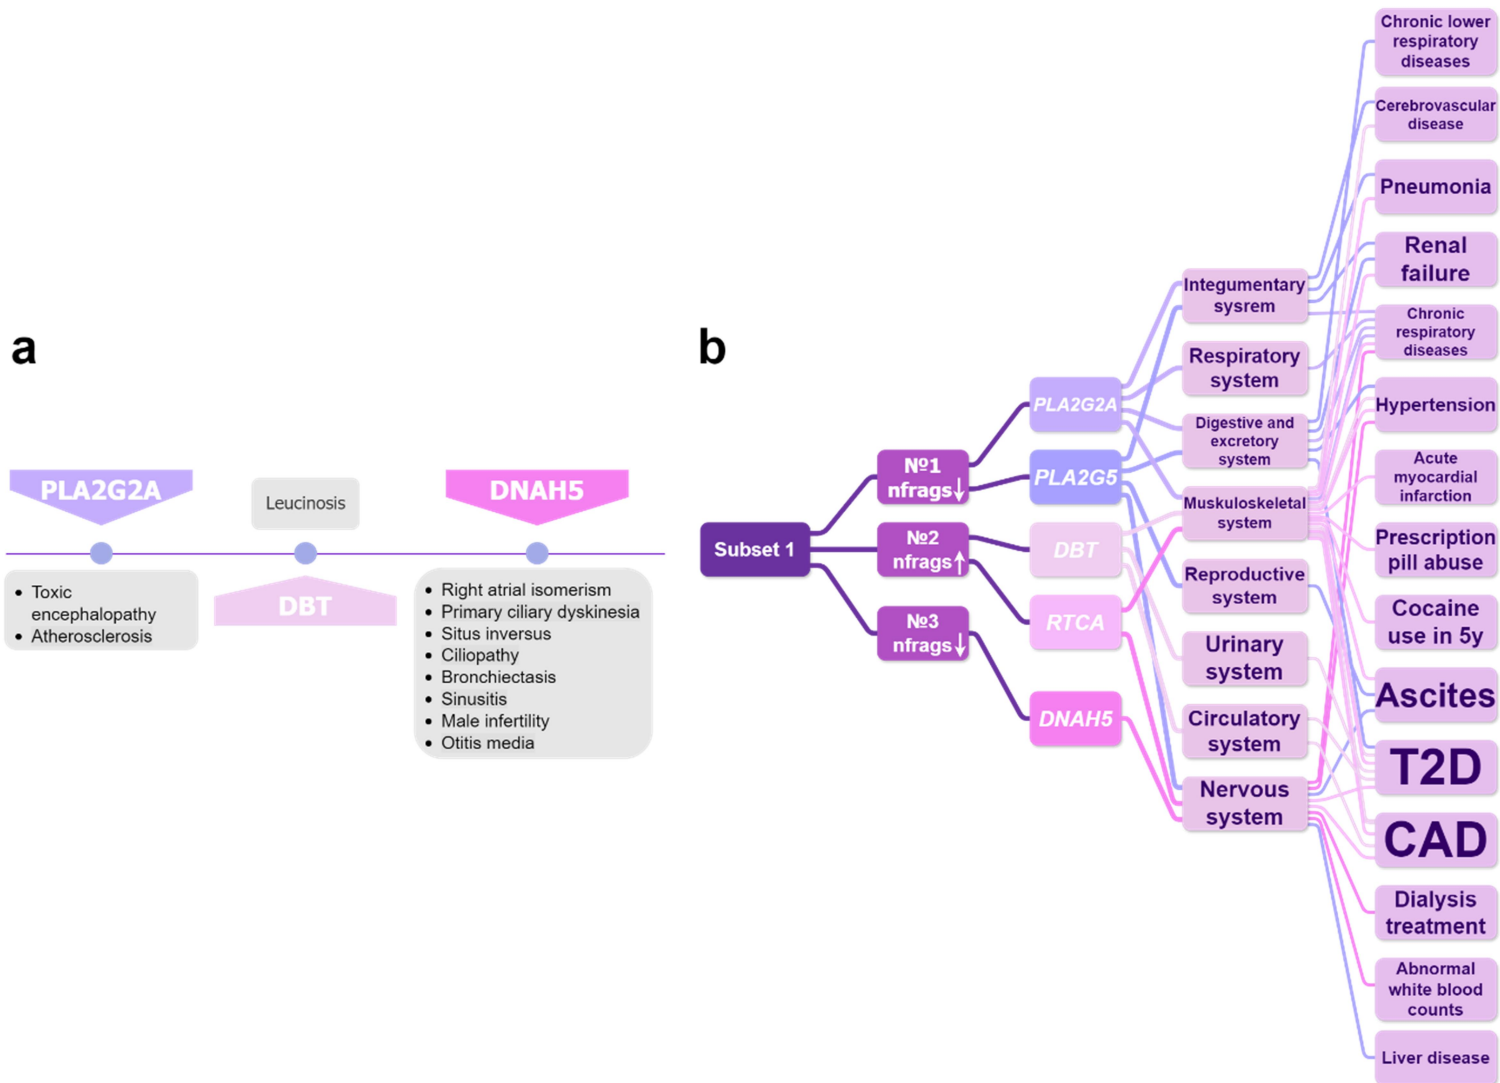 a
PLA2G2A
Leucinosis
DNAH5
• Toxic
encephalopathy
• Atherosclerosis
DBT
• Right atrial isomerism
• Primary ciliary dyskinesia
• Situs inversus
• Ciliopathy
• Bronchiectasis
• Sinusitis
• Male infertility
• Otitis media
b
Subset 1
№1
nfrags↓
№2
nfrags↑
№3
nfrags↓
PLA2G2A
PLA2G5
DBT
RTCA
DNAH5
Integumentary
sysrem
Respiratory
system
Digestive and
excretory
system
Muskuloskeletal
system
Reproductive
system
Urinary
system
Circulatory
system
Nervous
system
Chronic lower
respiratory
diseases
Cerebrovascular
disease
Pneumonia
Renal
failure
Chronic
respiratory
diseases
Hypertension
Acute
myocardial
infarction
Prescription
pill abuse
Cocaine
use in 5y
Ascites
T2D
CAD
Dialysis
treatment
Abnormal
white blood
counts
Liver disease